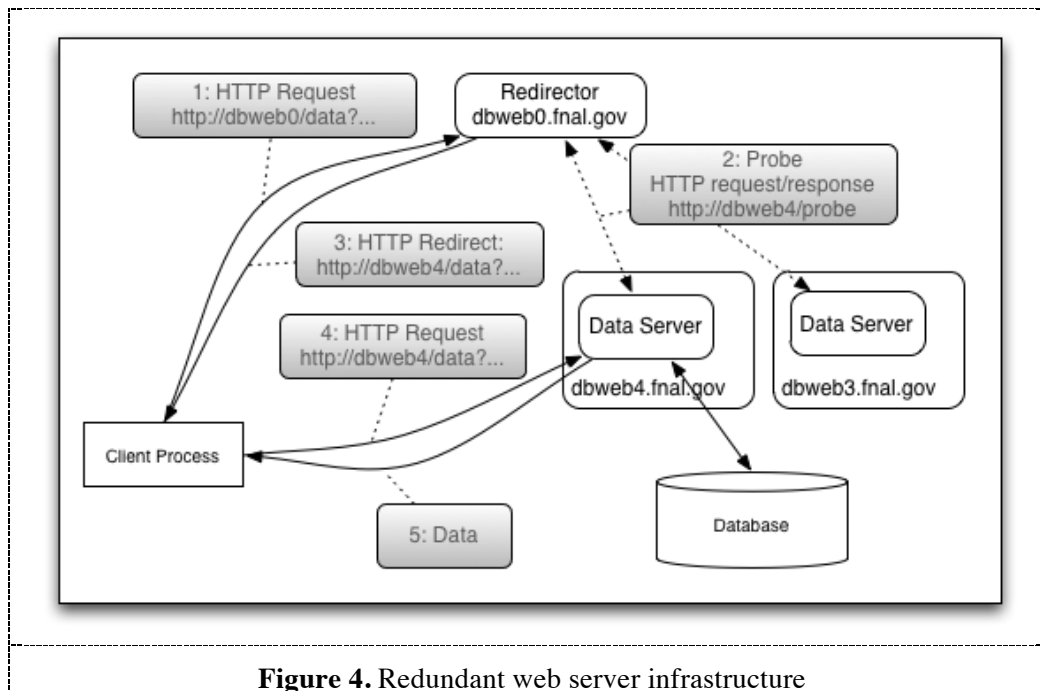 1: HTTP Request
http://dbweb0/data?...
Redirector
dbweb0.fnal.gov
2: Probe
HTTP request/response
http://dbweb4/probe
3: HTTP Redirect:
http://dbweb4/data?...
4: HTTP Request
http://dbweb4/data?...
Data Server
dbweb4.fnal.gov
Data Server
dbweb3.fnal.gov
Client Process
5: Data
Database
Figure 4. Redundant web server infrastructure